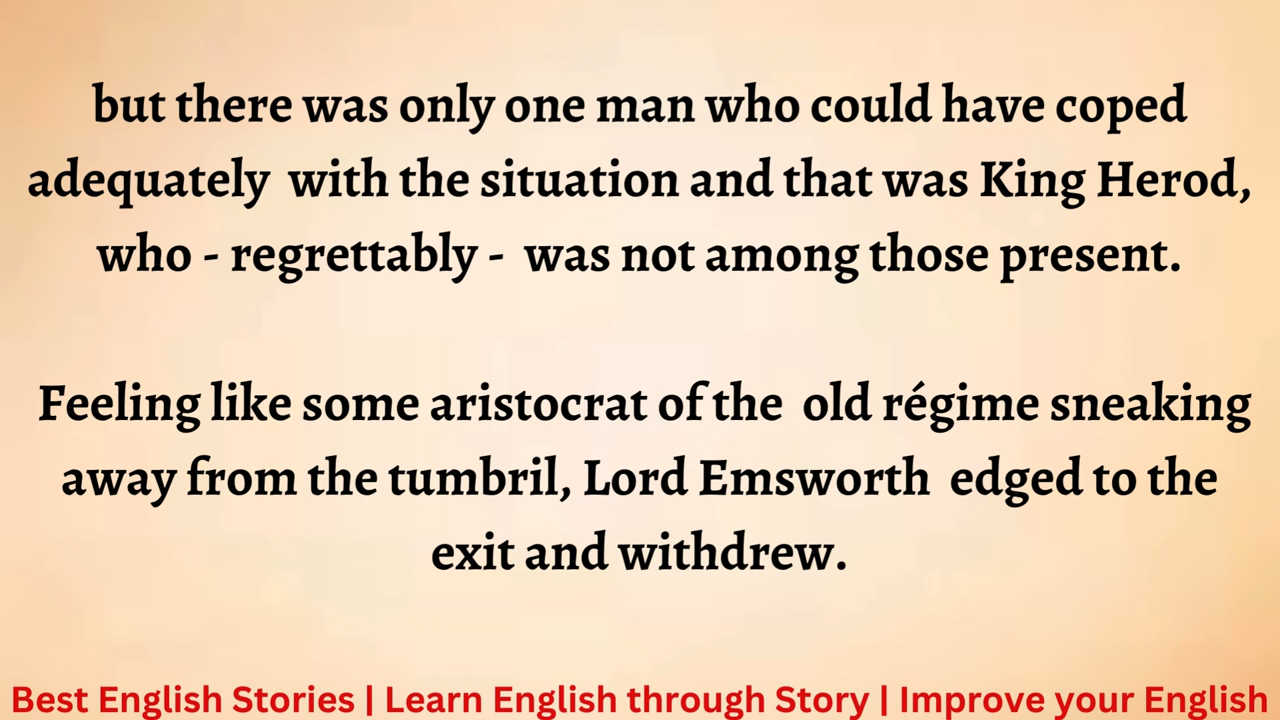 but there was only one man who could have coped
adequately with the situation and that was King Herod,
who - regrettably - was not among those present.
Feeling like some aristocrat of the old régime sneaking
away from the tumbril, Lord Emsworth edged to the
exit and withdrew.
Best English Stories | Learn English through Story | Improve your English